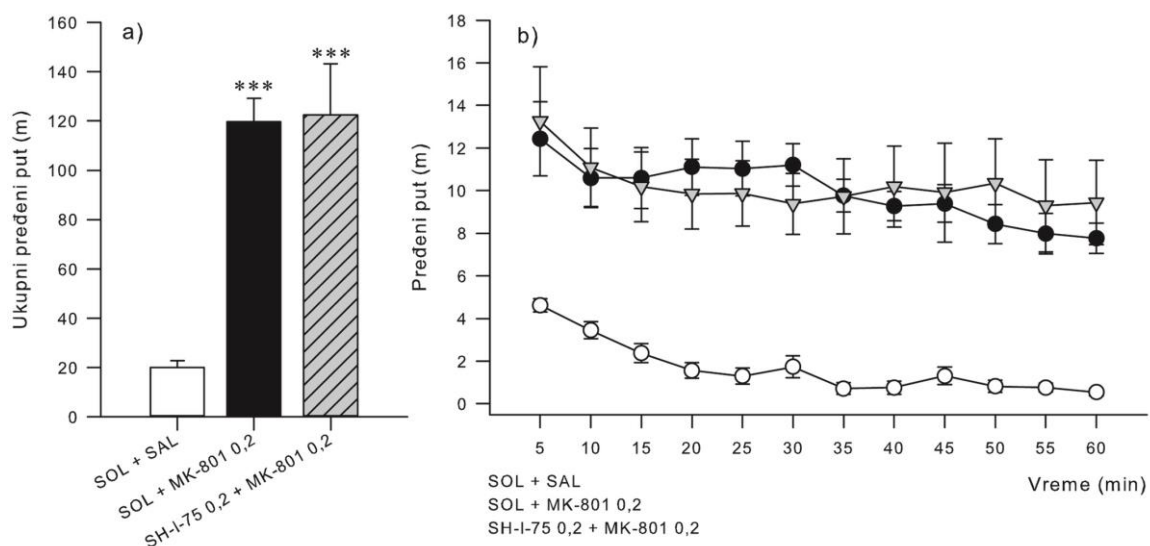 a)
Ukupni pređeni put (m)
160
140
120
100
80
60
40
20
0
***
***
SOL + SAL
SOL + MK-801 0,2
SH-I-75 0,2 + MK-801 0,2
b)
Pređeni put (m)
18
16
14
12
10
8
6
4
2
0
5 10 15 20 25 30 35 40 45 50 55 60
Vreme (min)
SOL + SAL
SOL + MK-801 0,2
SH-I-75 0,2 + MK-801 0,2